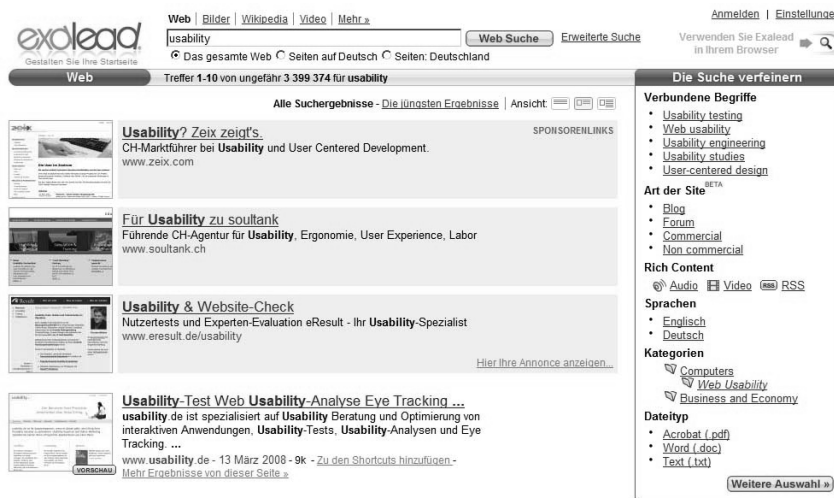 Web | Bilder | Wikipedia | Video | Mehr »
Anmelden | Einstellunge
exalead
Gestalten Sie Ihre Startseite
usability
Web Suche
Erweiterte Suche
Verwenden Sie Exalead
in Ihrem Browser
Das gesamte Web Seiten auf Deutsch Seiten: Deutschland
Web
Treffer 1-10 von ungefähr 3 399 374 für usability
Alle Suchergebnisse - Die jüngsten Ergebnisse | Ansicht:
Usability? Zeix zeigt's.
SPONSORENLINKS
CH-Marktführer bei Usability und User Centered Development.
www.zeix.com
Für Usability zu soultank
Führende CH-Agentur für Usability, Ergonomie, User Experience, Labor
www.soultank.ch
Usability & Website-Check
Nutzertests und Experten-Evaluation eResult - Ihr Usability-Spezialist
www.eresult.de/usability
Hier Ihre Annonce anzeigen...
Usability-Test Web Usability-Analyse Eye Tracking ...
usability.de ist spezialisiert auf Usability Beratung und Optimierung von
interaktiven Anwendungen, Usability-Tests, Usability-Analysen und Eye
Tracking. ...
www.usability.de - 13 März 2008 - 9k - Zu den Shortcuts hinzufügen -
Mehr Ergebnisse von dieser Seite »
VORSCHAU
Die Suche verfeinern
Verbundene Begriffe
Usability testing
Web usability
Usability engineering
Usability studies
User-centered design
Art der Site BETA
Blog
Forum
Commercial
Non commercial
Rich Content
Audio Video RSS RSS
Sprachen
Englisch
Deutsch
Kategorien
Computers
Web Usability
Business and Economy
Dateityp
Acrobat (.pdf)
Word (.doc)
Text (.txt)
Weitere Auswahl »